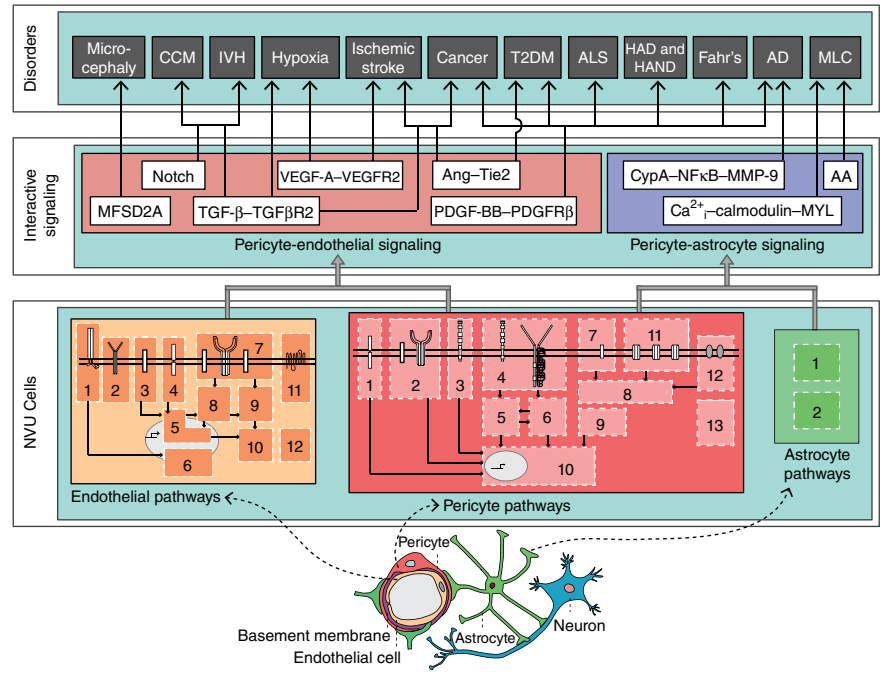 Disorders
Micro-
cephaly
CCM
IVH
Hypoxia
Ischemic
stroke
Cancer
T2DM
ALS
HAD and
HAND
Fahr's
AD
MLC
Interactive
signaling
Notch
VEGF-A–VEGFR2
Ang–Tie2
CypA–NFκB–MMP-9
AA
MFSD2A
TGF-β–TGFβR2
PDGF-BB–PDGFRβ
Ca²⁺ᵢ–calmodulin–MYL
Pericyte-endothelial signaling
Pericyte-astrocyte signaling
NVU Cells
1
2
3
4
7
11
8
9
5
10
12
6
Endothelial pathways
1
2
3
4
7
11
12
8
5
6
9
13
10
Pericyte pathways
1
2
Astrocyte
pathways
Pericyte
Basement membrane
Endothelial cell
Astrocyte
Neuron